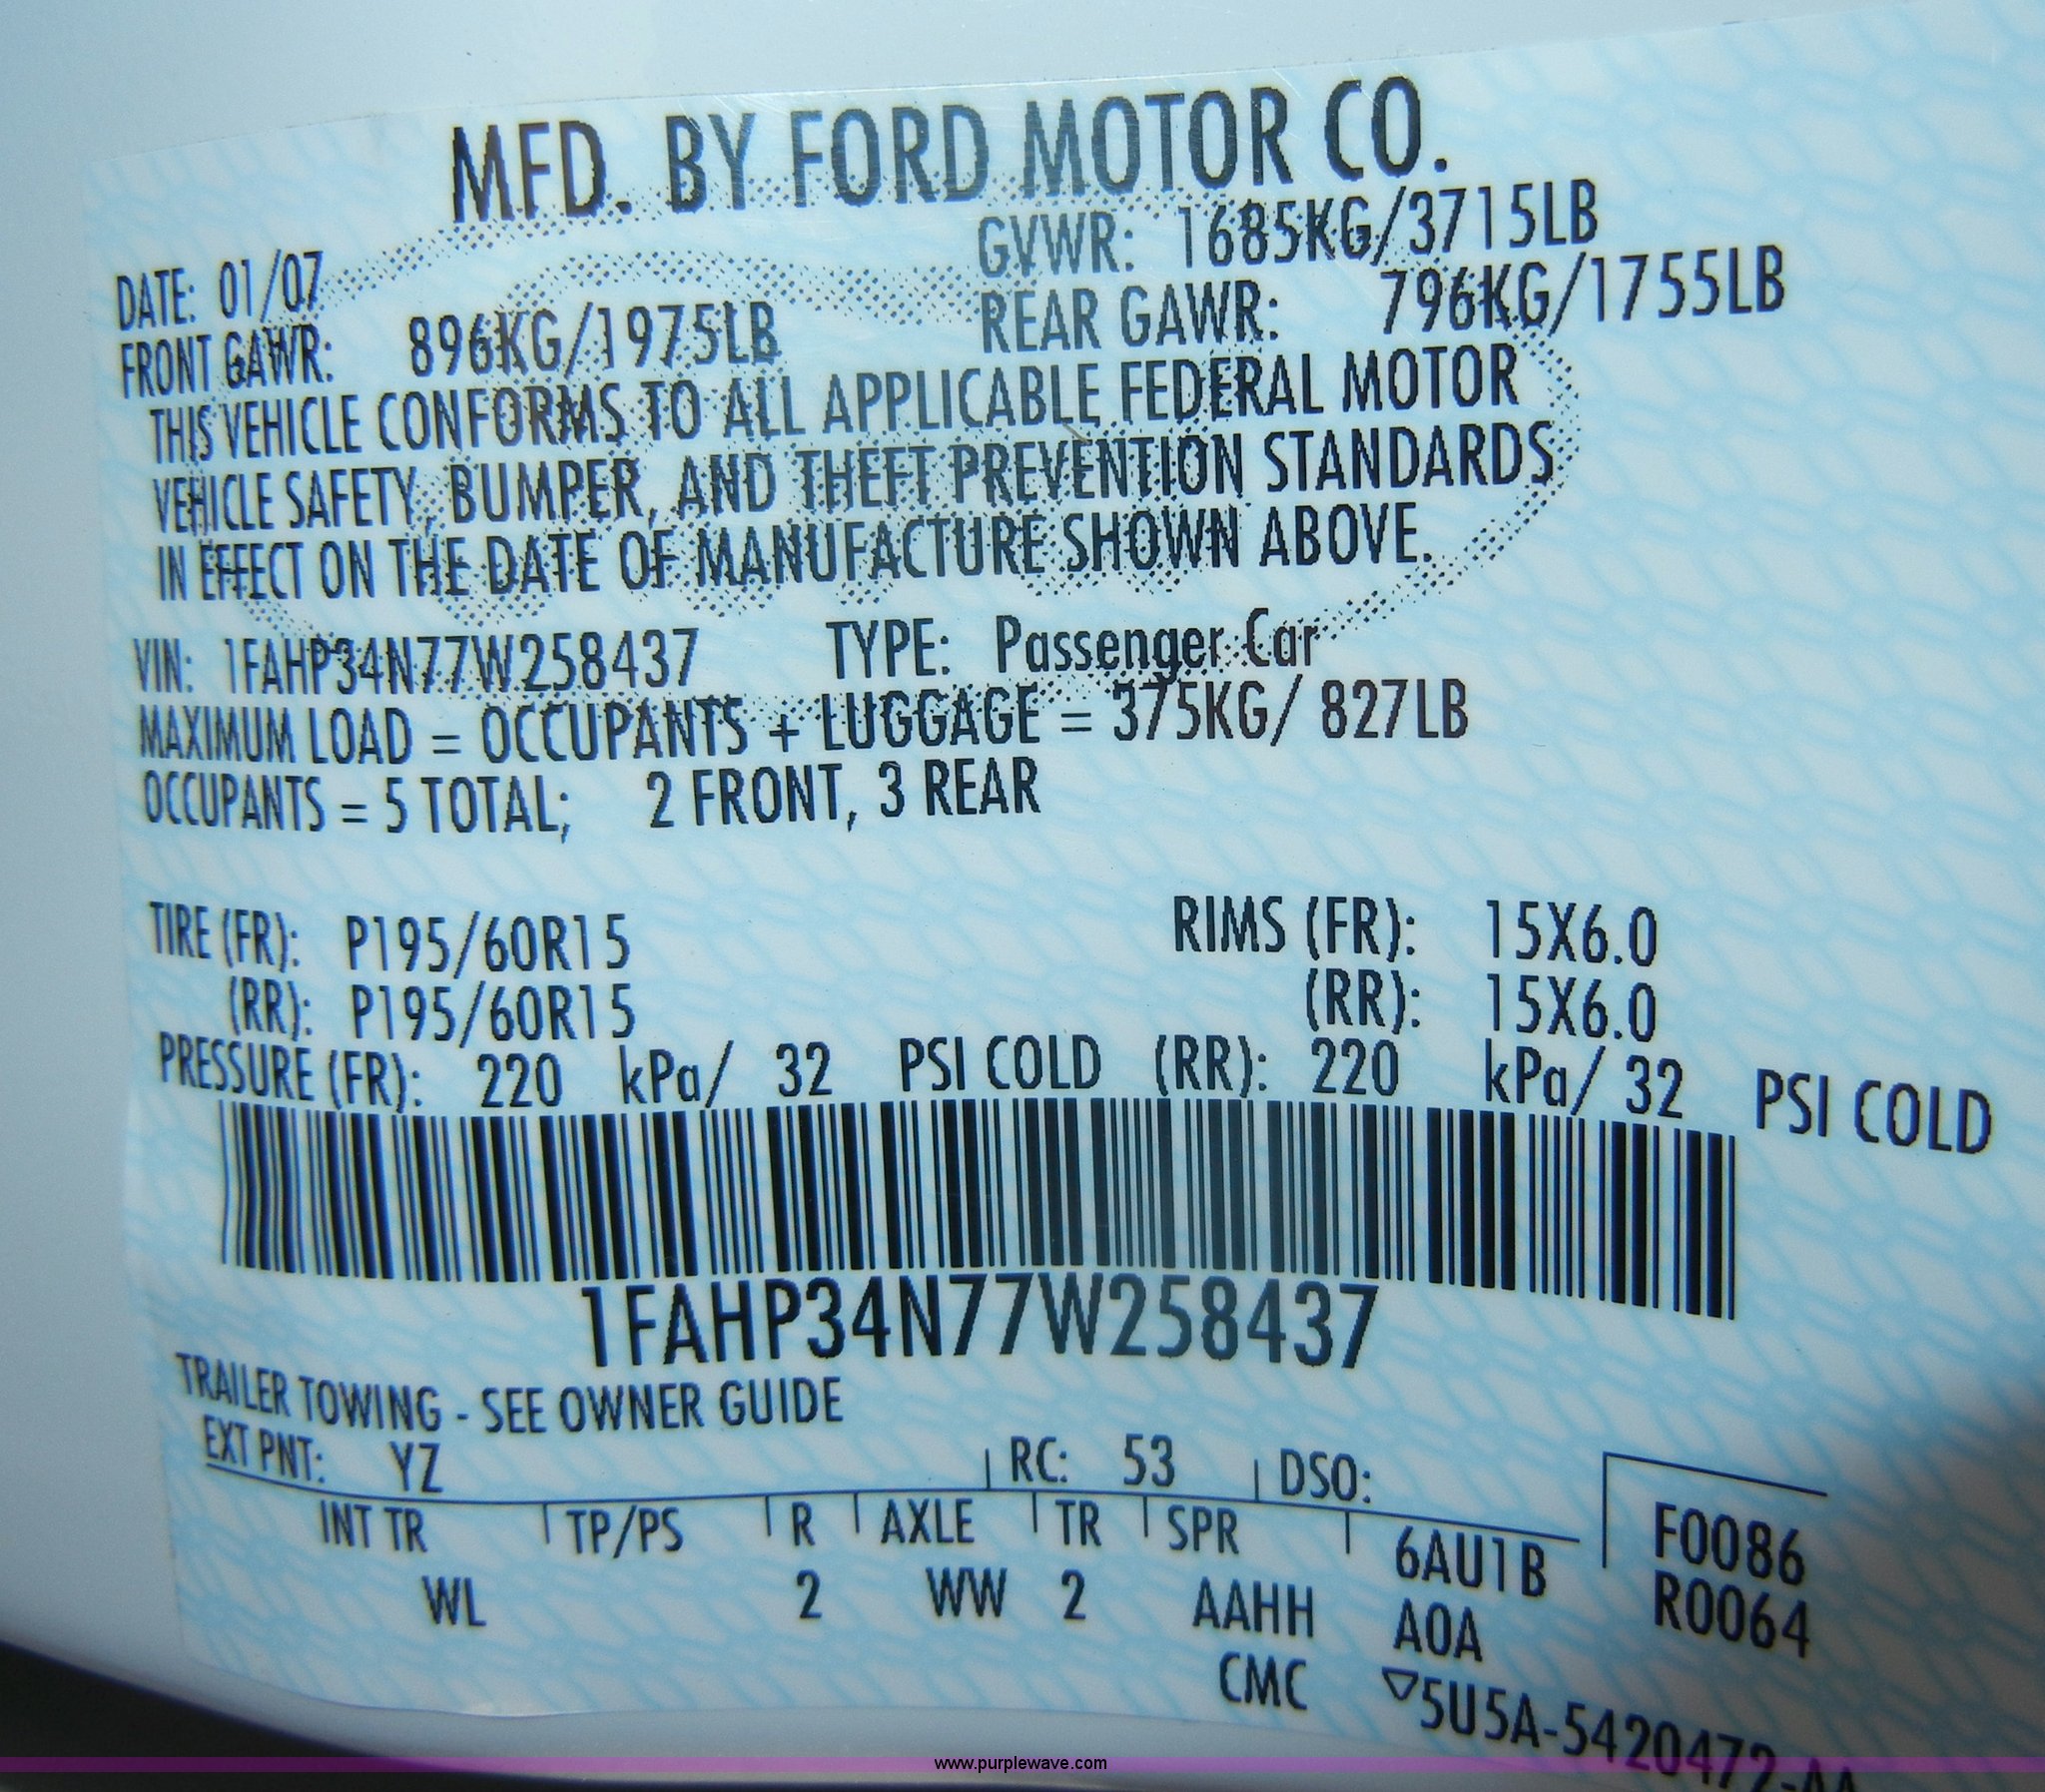 MFD. BY FORD MOTOR CO.
DATE: 01/07 GVWR: 1685KG/3715LB
FRONT GAWR: 896KG/1975LB REAR GAWR: 796KG/1755LB
THIS VEHICLE CONFORMS TO ALL APPLICABLE FEDERAL MOTOR
VEHICLE SAFETY, BUMPER, AND THEFT PREVENTION STANDARDS
IN EFFECT ON THE DATE OF MANUFACTURE SHOWN ABOVE.
VIN: 1FAHP34N77W258437 TYPE: Passenger Car
MAXIMUM LOAD = OCCUPANTS + LUGGAGE = 375KG/ 827LB
OCCUPANTS = 5 TOTAL; 2 FRONT, 3 REAR
TIRE (FR): P195/60R15 RIMS (FR): 15X6.0
(RR): P195/60R15 (RR): 15X6.0
PRESSURE (FR): 220 kPa/ 32 PSI COLD (RR): 220 kPa/ 32 PSI COLD
1FAHP34N77W258437
TRAILER TOWING - SEE OWNER GUIDE
EXT PNT: YZ RC: 53 DSO:
INT TR TP/PS R AXLE TR SPR 6AU1B F0086
WL 2 WW 2 AAHH A0A R0064
CMC 5U5A-5420472-AA
www.purplewave.com